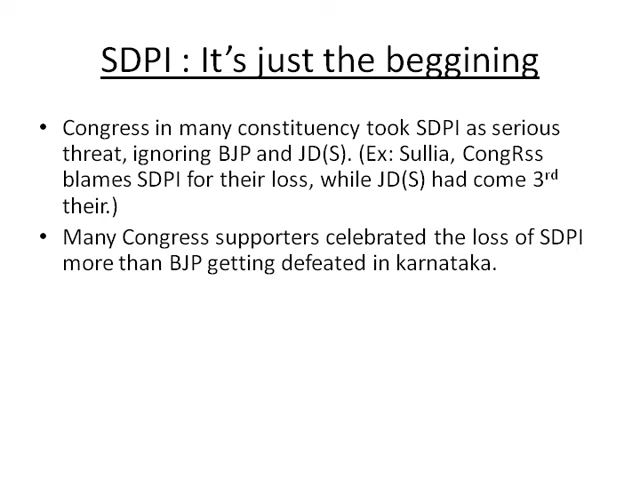 SDPI : It’s just the beggining
• Congress in many constituency took SDPI as serious
threat, ignoring BJP and JD(S). (Ex: Sullia, CongRss
blames SDPI for their loss, while JD(S) had come 3rd
their.)
• Many Congress supporters celebrated the loss of SDPI
more than BJP getting defeated in karnataka.